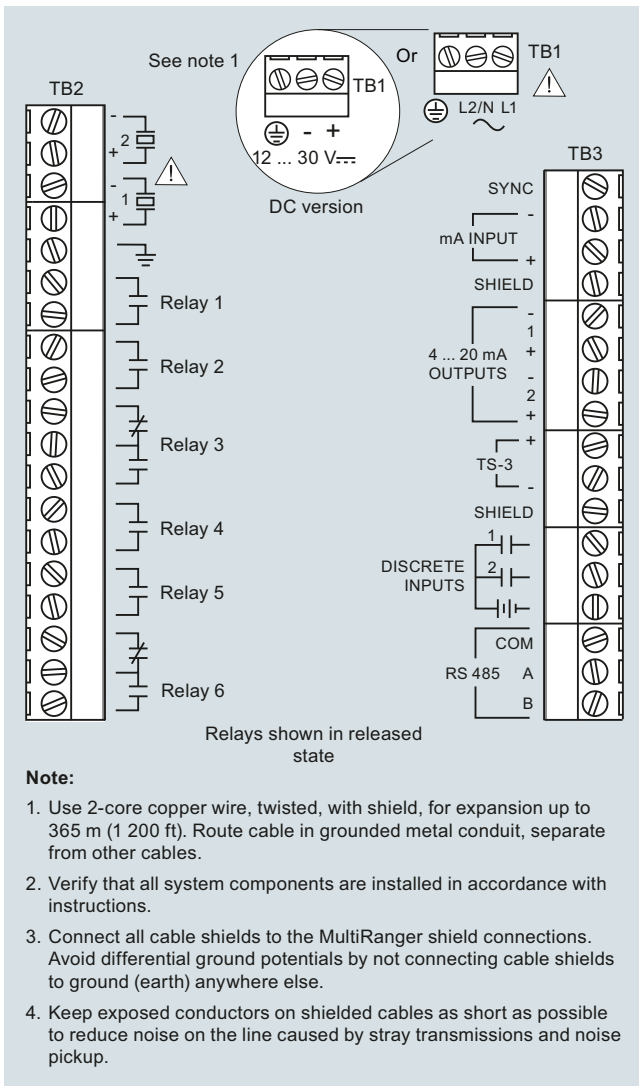 See note 1
TB1
- +
12 ... 30 V
DC version
Or
TB1
L2/N L1
TB2
-
2
+
-
1
+
Relay 1
Relay 2
Relay 3
Relay 4
Relay 5
Relay 6
TB3
SYNC
-
mA INPUT
+
SHIELD
-
1
4 ... 20 mA
OUTPUTS
+
-
2
+
+
TS-3
-
SHIELD
1
DISCRETE
INPUTS
2
COM
RS 485 A
B
Relays shown in released
state
Note:
1. Use 2-core copper wire, twisted, with shield, for expansion up to
365 m (1 200 ft). Route cable in grounded metal conduit, separate
from other cables.
2. Verify that all system components are installed in accordance with
instructions.
3. Connect all cable shields to the MultiRanger shield connections.
Avoid differential ground potentials by not connecting cable shields
to ground (earth) anywhere else.
4. Keep exposed conductors on shielded cables as short as possible
to reduce noise on the line caused by stray transmissions and noise
pickup.